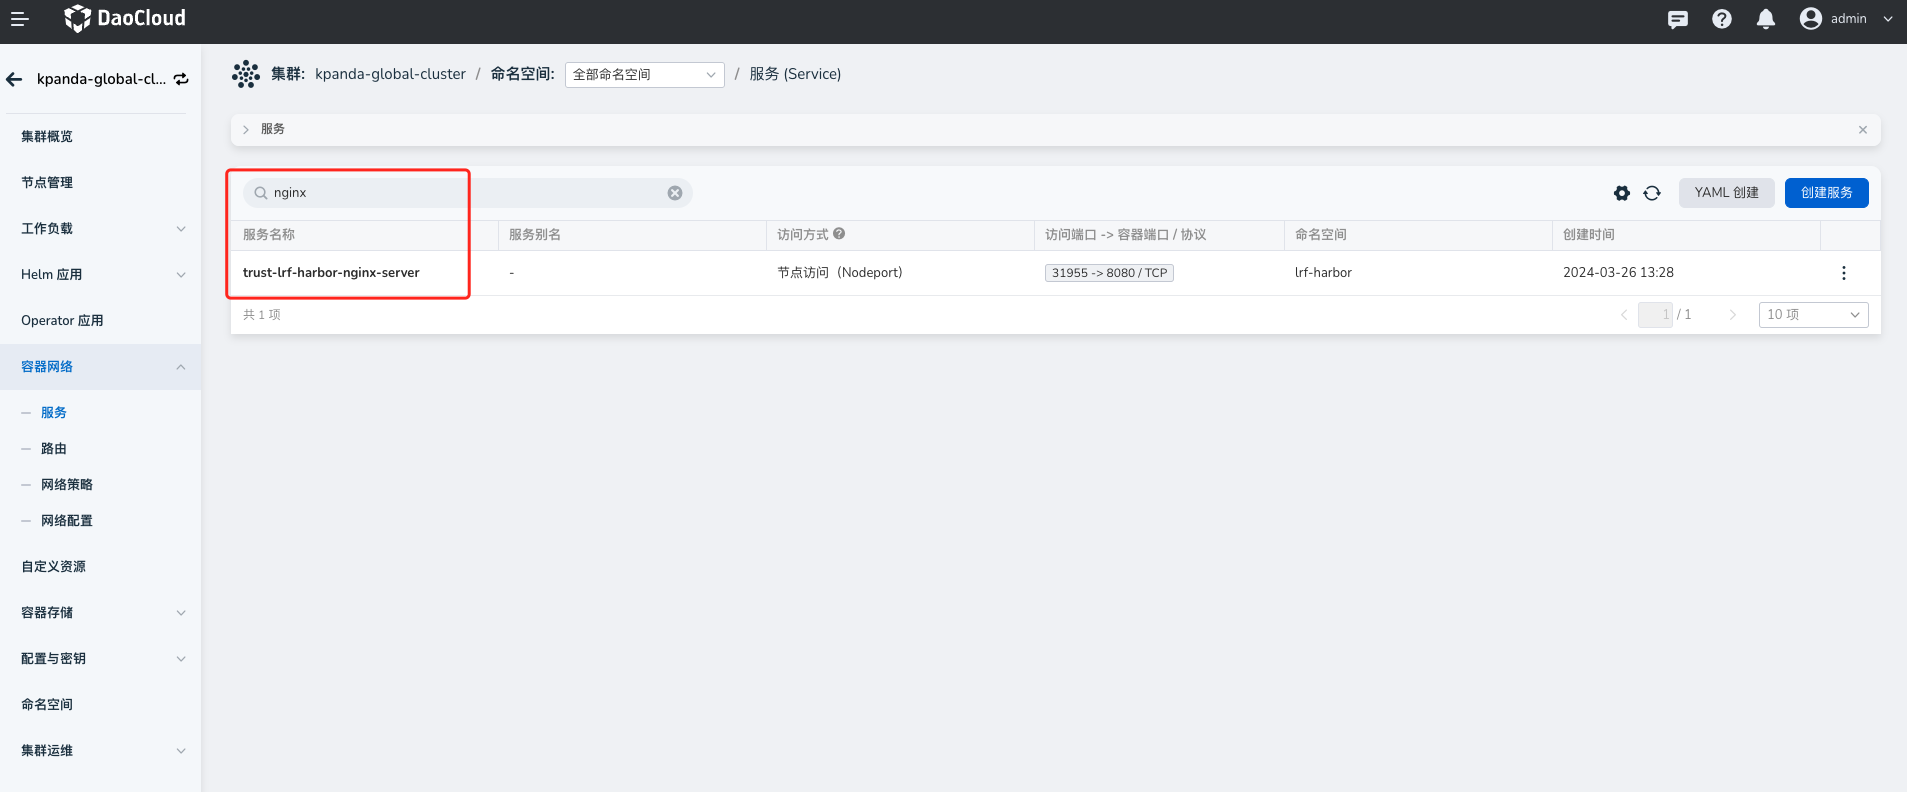 DaoCloud
admin
kpanda-global-cl...
集群概览
节点管理
工作负载
Helm 应用
Operator 应用
容器网络
服务
路由
网络策略
网络配置
自定义资源
容器存储
配置与密钥
命名空间
集群运维
集群: kpanda-global-cluster / 命名空间: 全部命名空间 / 服务 (Service)
服务
nginx
YAML 创建 创建服务
服务名称 服务别名 访问方式 访问端口 -> 容器端口 / 协议 命名空间 创建时间
trust-lrf-harbor-nginx-server - 节点访问（Nodeport） 31955 -> 8080 / TCP lrf-harbor 2024-03-26 13:28
共 1 项 1 / 1 10 项